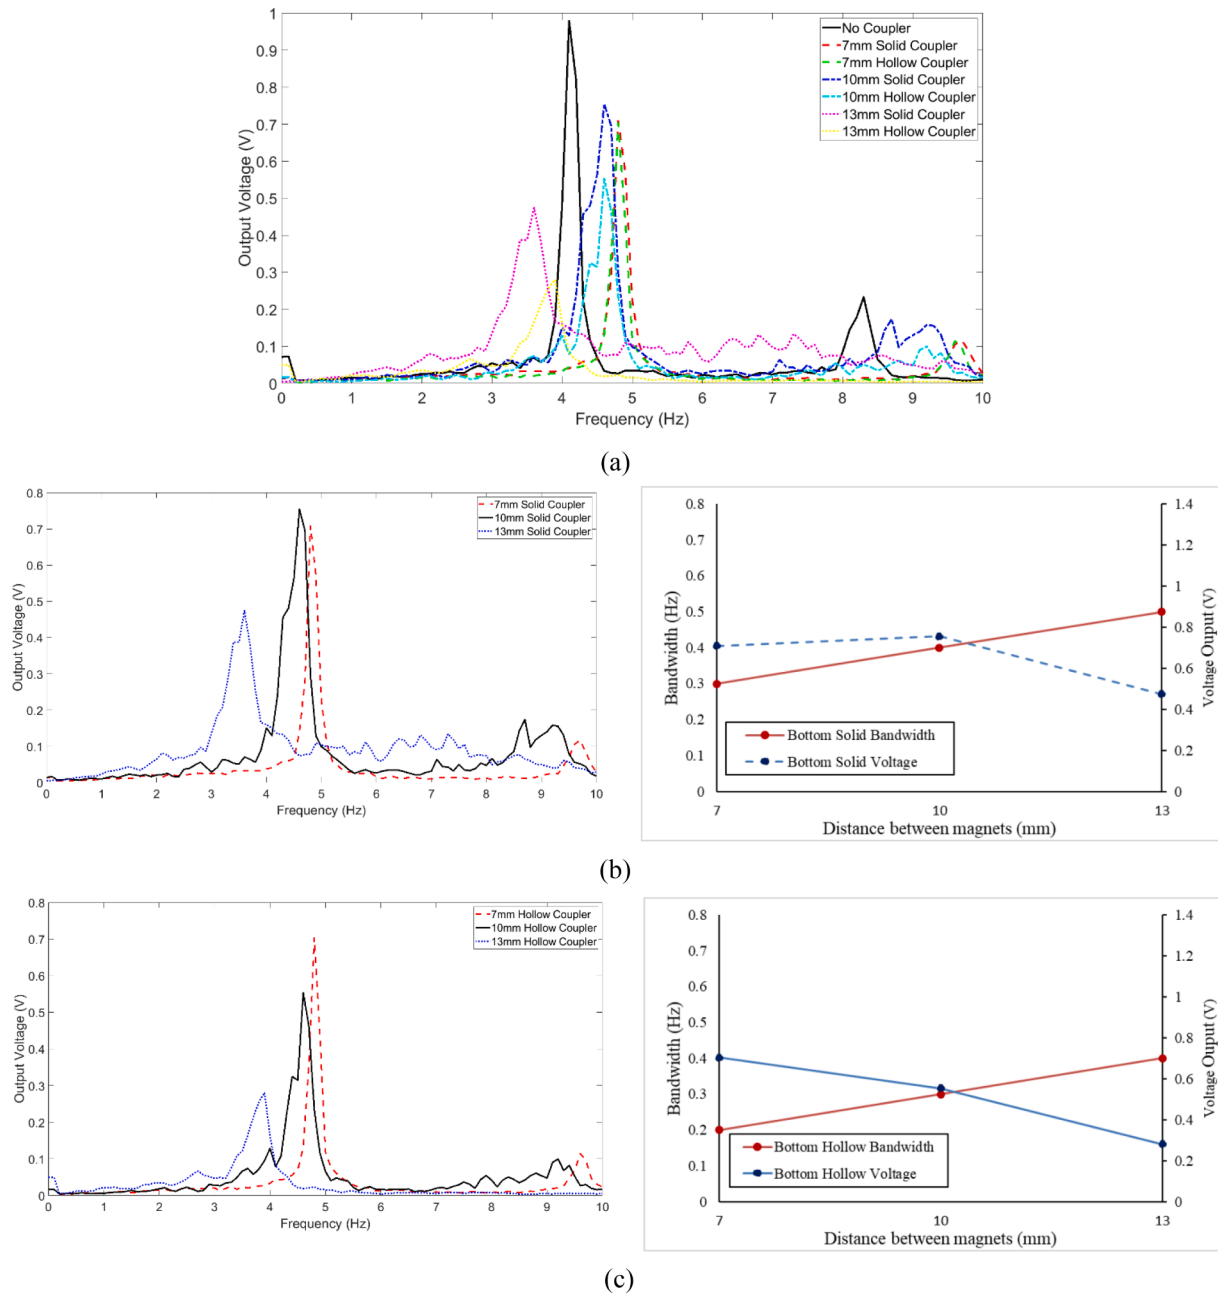 1
0.9
0.8
0.7
0.6
0.5
0.4
0.3
0.2
0.1
0
Output Voltage (V)
0 1 2 3 4 5 6 7 8 9 10
Frequency (Hz)
No Coupler
7mm Solid Coupler
7mm Hollow Coupler
10mm Solid Coupler
10mm Hollow Coupler
13mm Solid Coupler
13mm Hollow Coupler
(a)
0.8
0.7
0.6
0.5
0.4
0.3
0.2
0.1
0
Output Voltage (V)
0 1 2 3 4 5 6 7 8 9 10
Frequency (Hz)
7mm Solid Coupler
10mm Solid Coupler
13mm Solid Coupler
0.8
0.7
0.6
0.5
0.4
0.3
0.2
0.1
0
Bandwidth (Hz)
1.4
1.2
1
0.8
0.6
0.4
0.2
0
Voltage Ouput (V)
Bottom Solid Bandwidth
Bottom Solid Voltage
7 10 13
Distance between magnets (mm)
(b)
0.8
0.7
0.6
0.5
0.4
0.3
0.2
0.1
0
Output Voltage (V)
0 1 2 3 4 5 6 7 8 9 10
Frequency (Hz)
7mm Hollow Coupler
10mm Hollow Coupler
13mm Hollow Coupler
0.8
0.7
0.6
0.5
0.4
0.3
0.2
0.1
0
Bandwidth (Hz)
1.4
1.2
1
0.8
0.6
0.4
0.2
0
Voltage Ouput (V)
Bottom Hollow Bandwidth
Bottom Hollow Voltage
7 10 13
Distance between magnets (mm)
(c)